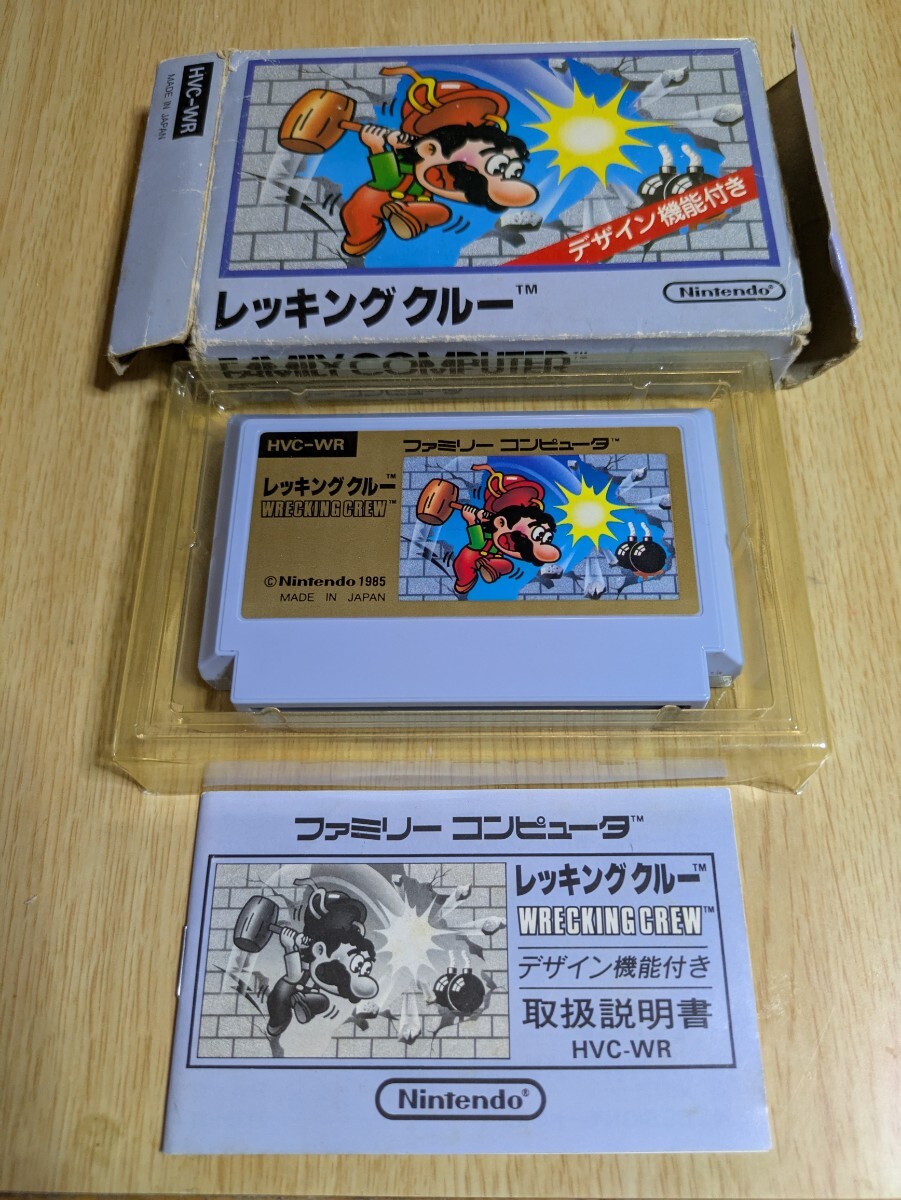 HVC-WR
MADE IN JAPAN
デザイン機能付き
レッキングクルー™
Nintendo®
FAMILY COMPUTER™
HVC-WR
ファミリー コンピュータ™
レッキングクルー™
WRECKING CREW™
©Nintendo 1985
MADE IN JAPAN
ファミリー コンピュータ™
レッキングクルー™
WRECKING CREW™
デザイン機能付き
取扱説明書
HVC-WR
Nintendo®